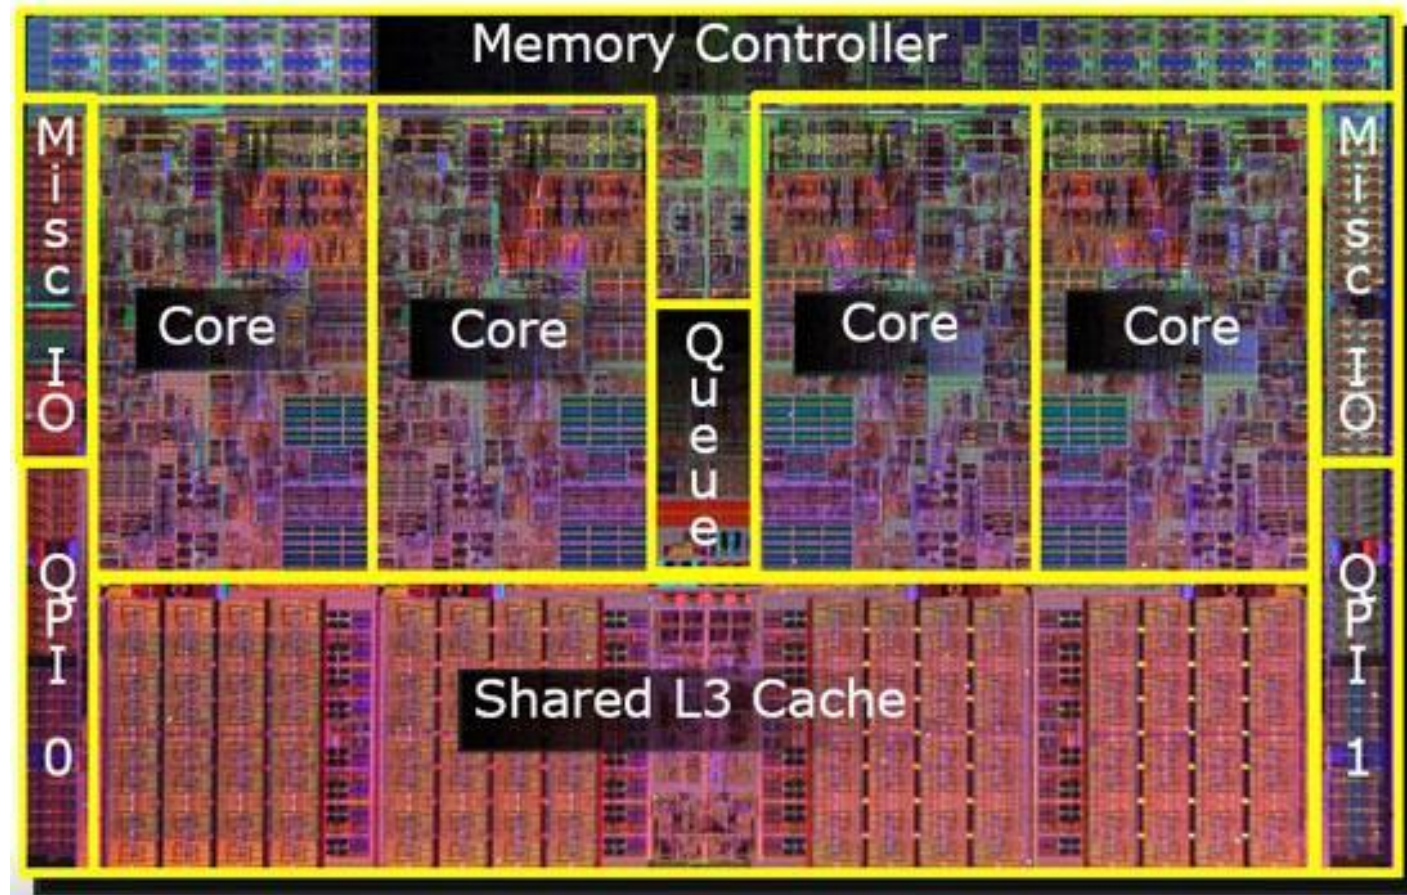 Memory Controller
Misc IO
Core
Core
Queue
Core
Core
Misc IO
QPI 0
Shared L3 Cache
QPI 1